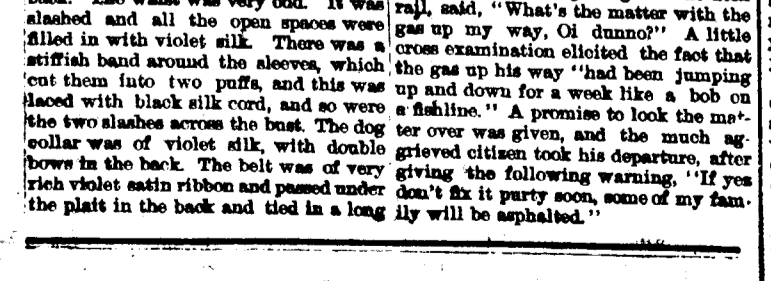 was very odd. It was
slashed and all the open spaces were
filled in with violet silk. There was a
stiffish band around the sleeves, which
cut them into two puffs, and this was
laced with black silk cord, and so were
the two slashes across the bust. The dog
collar was of violet silk, with double
bows in the back. The belt was of very
rich violet satin ribbon and passed under
the plait in the back and tied in a long
rail, said, "What's the matter with the
gas up my way, Oi dunno?" A little
cross examination elicited the fact that
the gas up his way "had been jumping
up and down for a week like a bob on
a fishline." A promise to look the mat-
ter over was given, and the much ag-
grieved citizen took his departure, after
giving the following warning, "If yes
don't fix it purty soon, some of my fam-
ily will be asphalted."